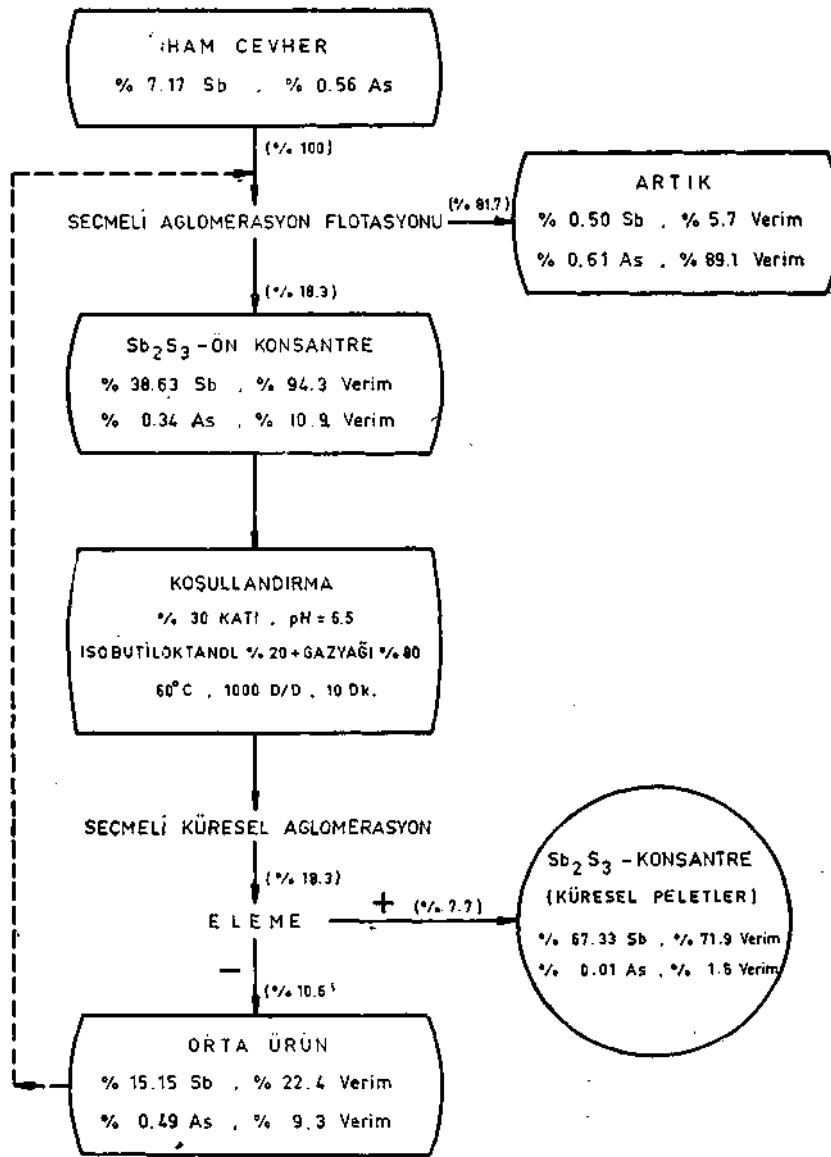 HAM CEVHER
% 7.17 Sb , % 0.56 As
(% 100)
SEÇMELİ AGLOMERASYON FLOTASYONU
(% 81.7)
ARTIK
% 0.50 Sb , % 5.7 Verim
% 0.61 As , % 89.1 Verim
(% 18.3)
Sb₂S₃-ÖN KONSANTRE
% 38.63 Sb , % 94.3 Verim
% 0.34 As , % 10.9 Verim
KOŞULLANDIRMA
% 30 KATI , pH = 6.5
ISOBUTİLOKTANOL % 20 + GAZYAĞI % 80
60°C , 1000 D/D , 10 Dk.
SEÇMELİ KÜRESEL AGLOMERASYON
(% 18.3)
ELEME
+ (% 7.7)
Sb₂S₃-KONSANTRE
(KÜRESEL PELETLER)
% 67.33 Sb , % 71.9 Verim
% 0.01 As , % 1.6 Verim
− (% 10.6)
ORTA ÜRÜN
% 15.15 Sb , % 22.4 Verim
% 0.49 As , % 9.3 Verim